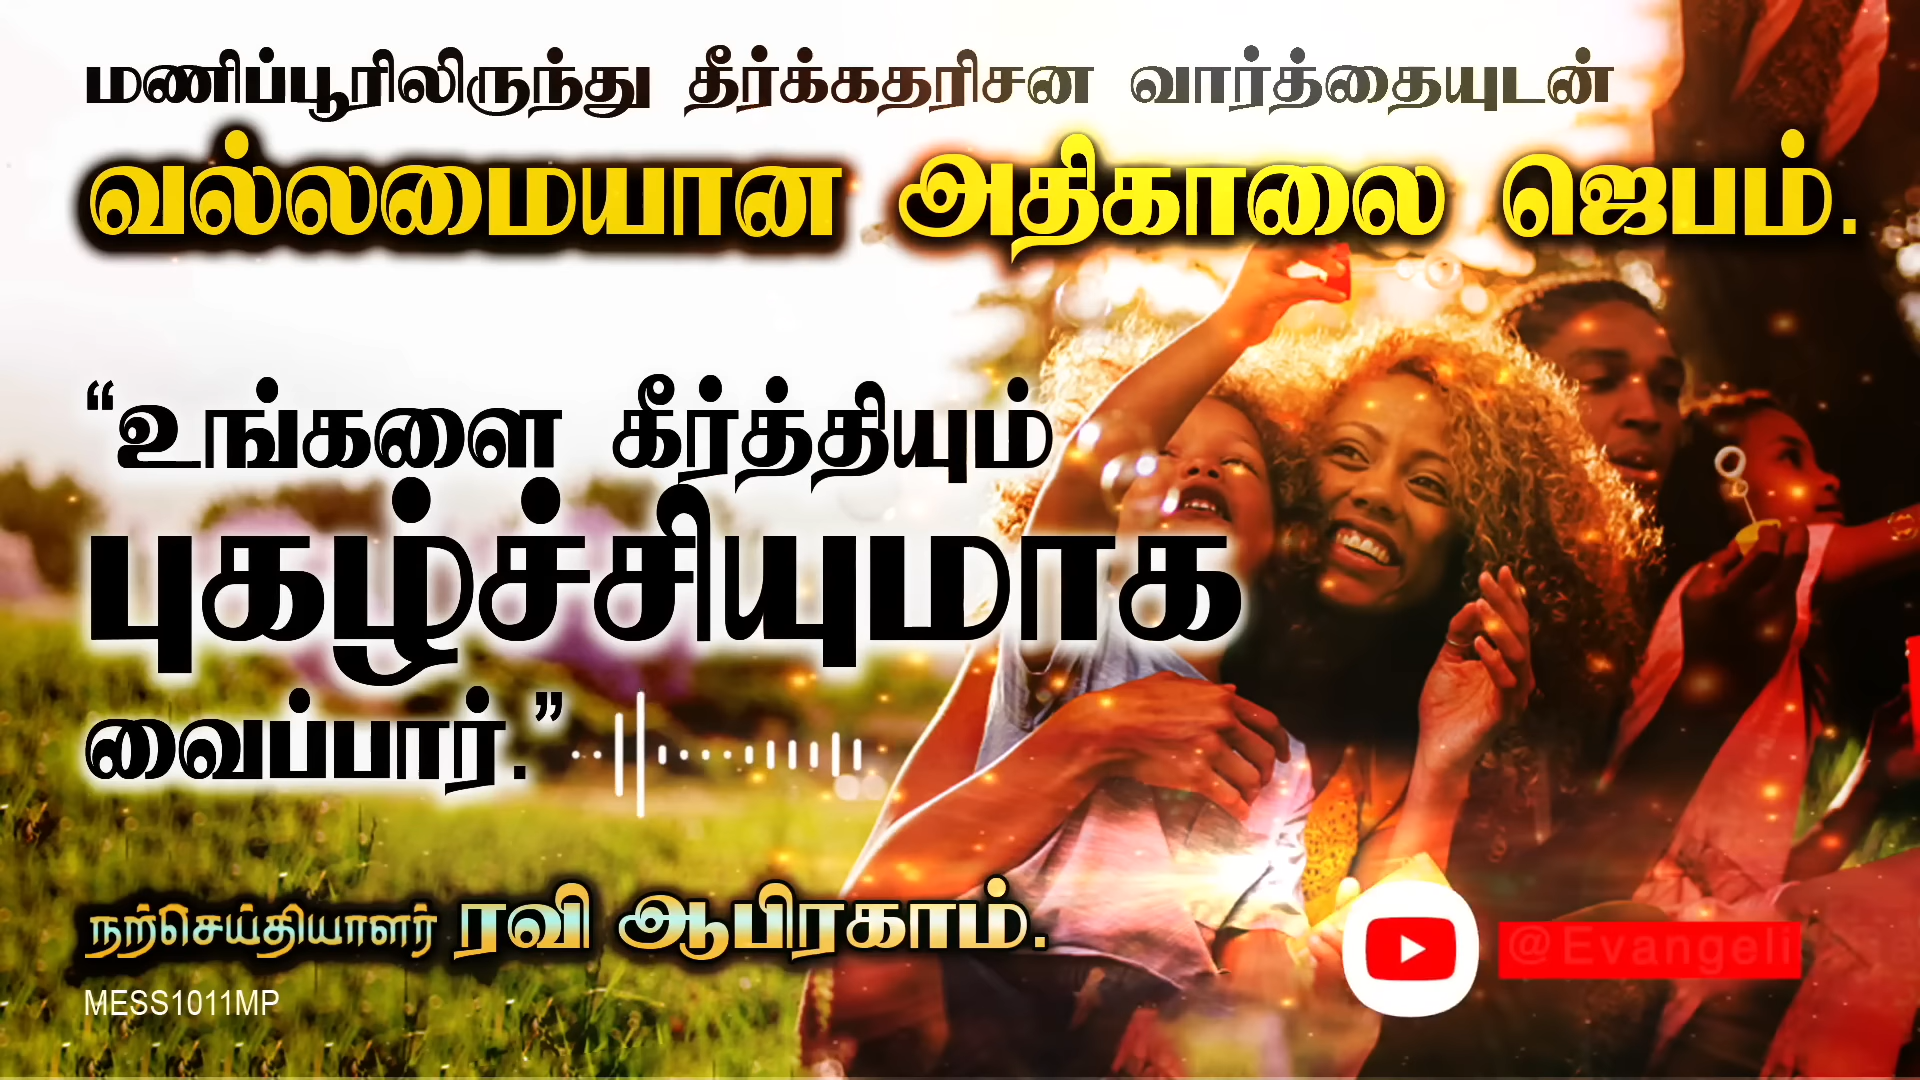 மணிப்பூரிலிருந்து தீர்க்கதரிசன வார்த்தையுடன்
வல்லமையான அதிகாலை ஜெபம்.
“உங்களை கீர்த்தியும்
புகழ்ச்சியுமாக
வைப்பார்.”
நற்செய்தியாளர் ரவி ஆபிரகாம்.
MESS1011MP
@Evangeli